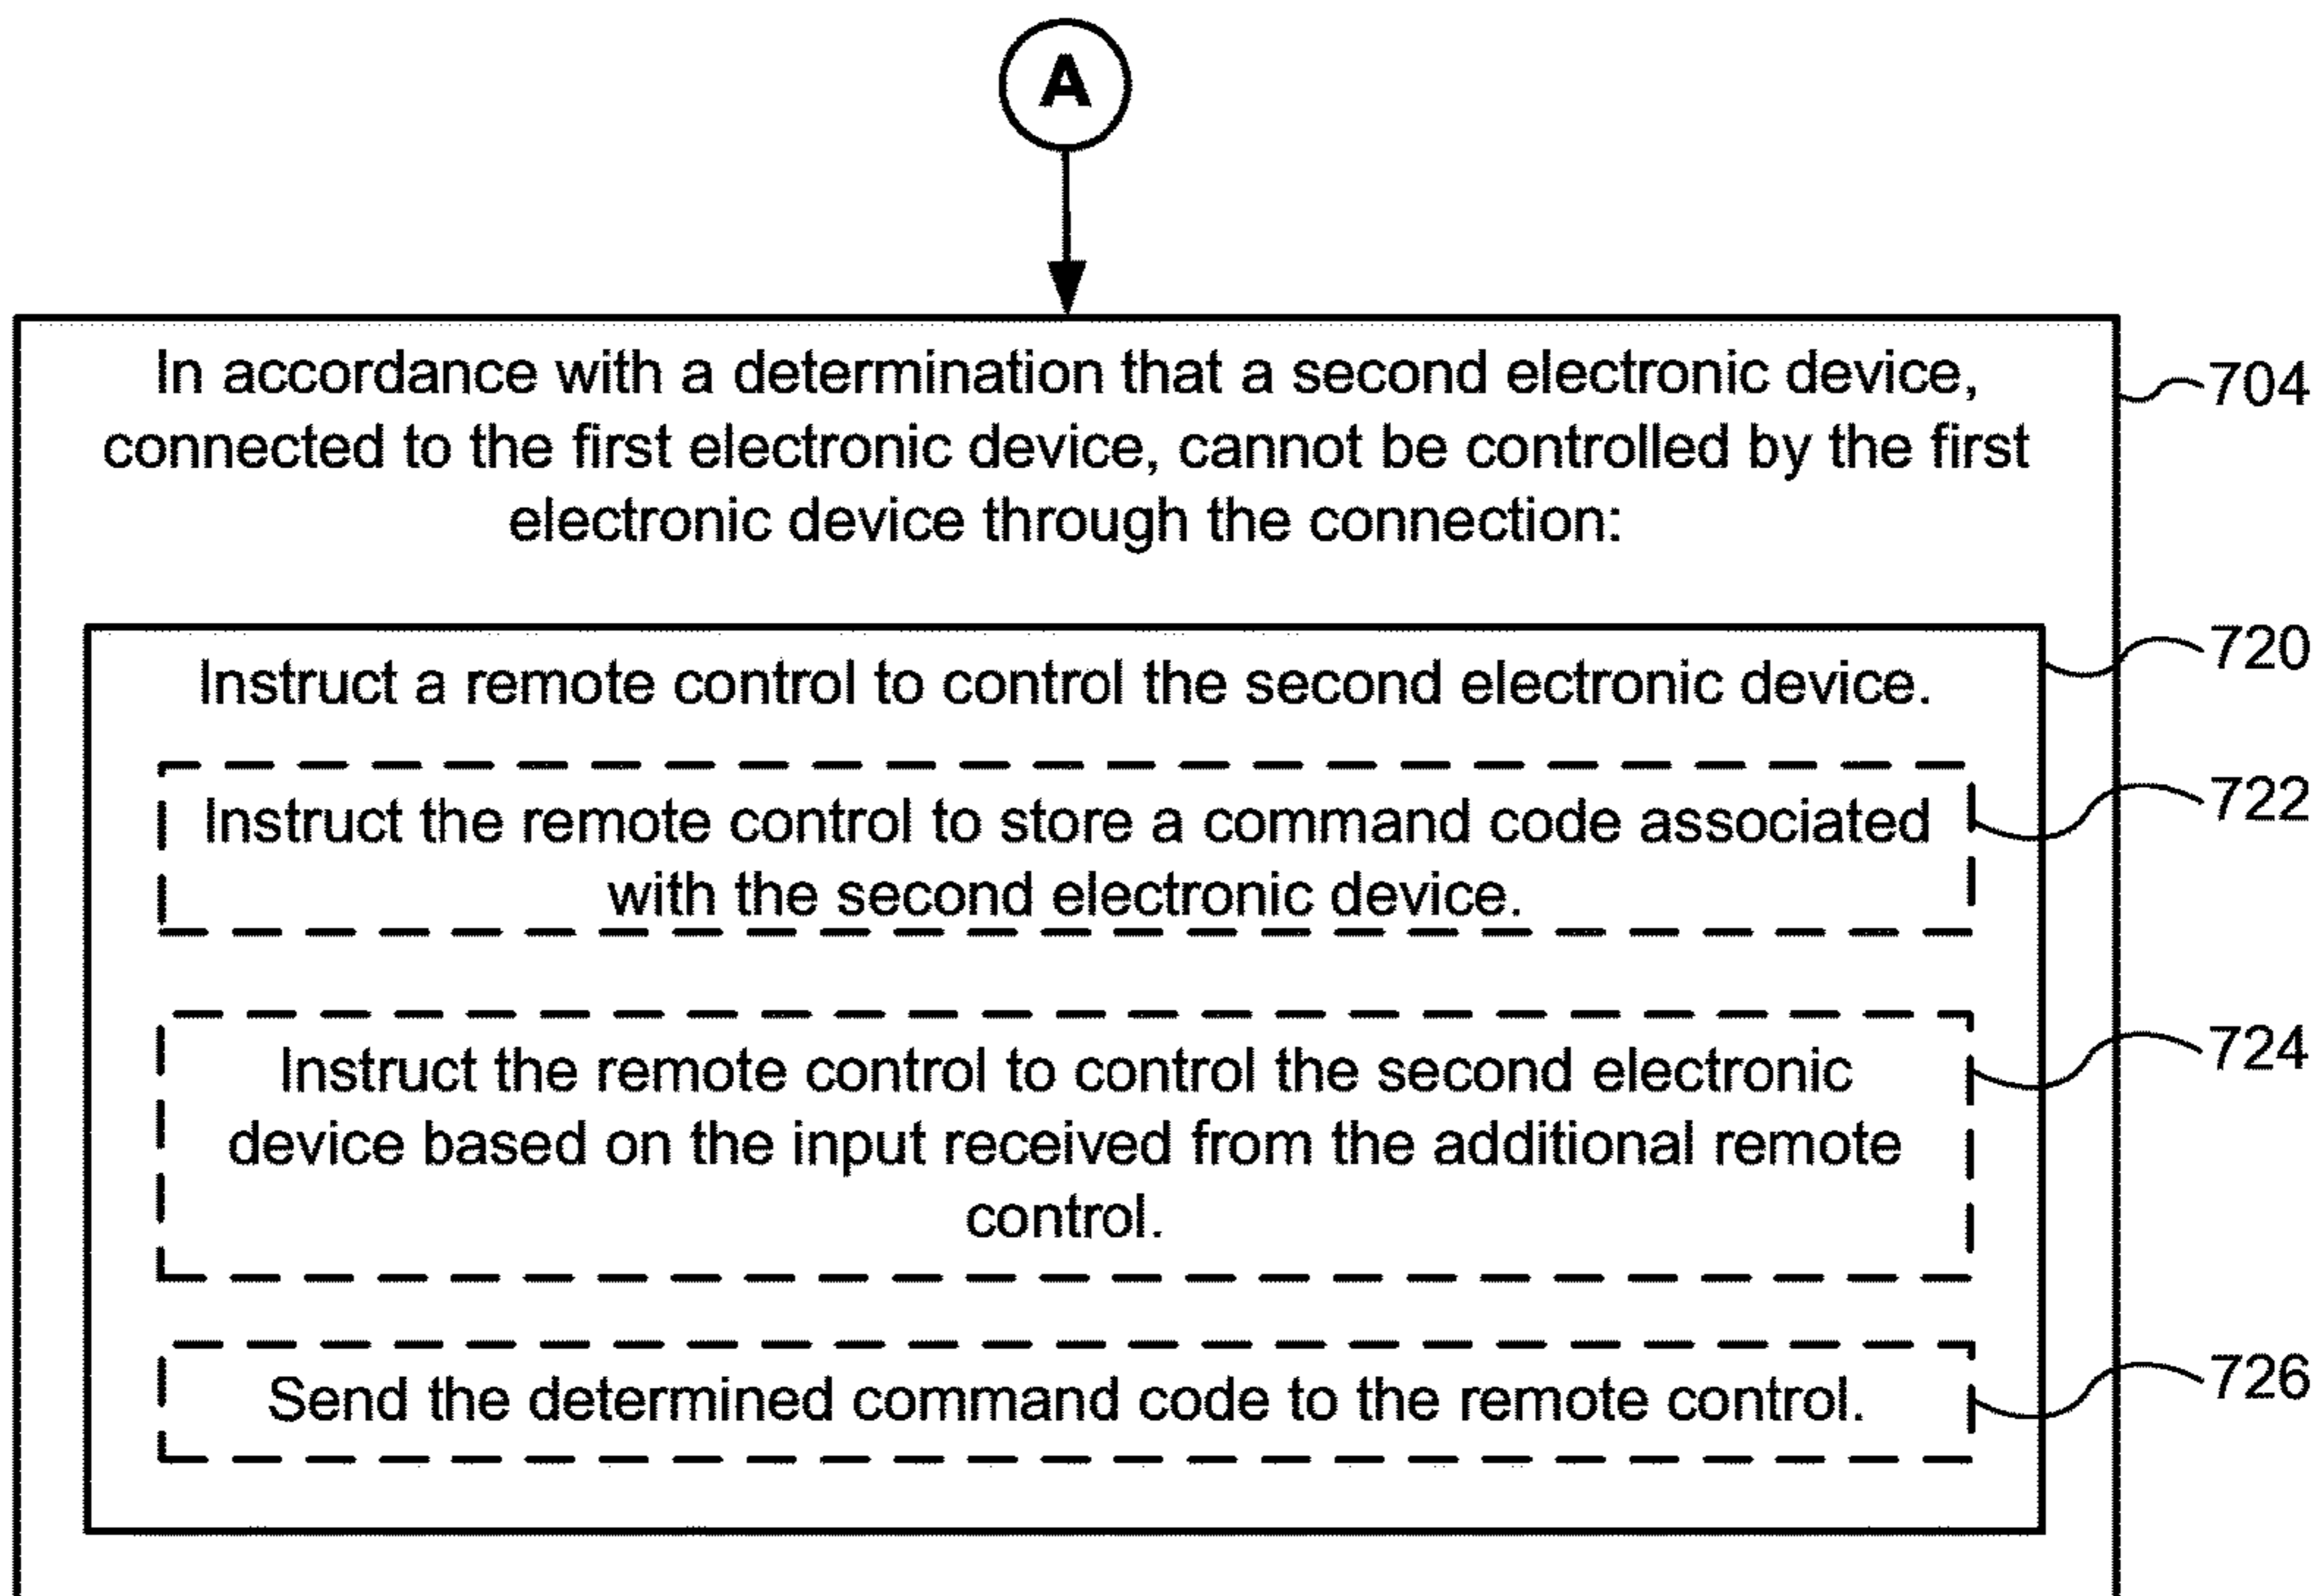 A
In accordance with a determination that a second electronic device,
connected to the first electronic device, cannot be controlled by the first
electronic device through the connection:
704
Instruct a remote control to control the second electronic device.
720
Instruct the remote control to store a command code associated
with the second electronic device.
722
Instruct the remote control to control the second electronic
device based on the input received from the additional remote
control.
724
Send the determined command code to the remote control.
726